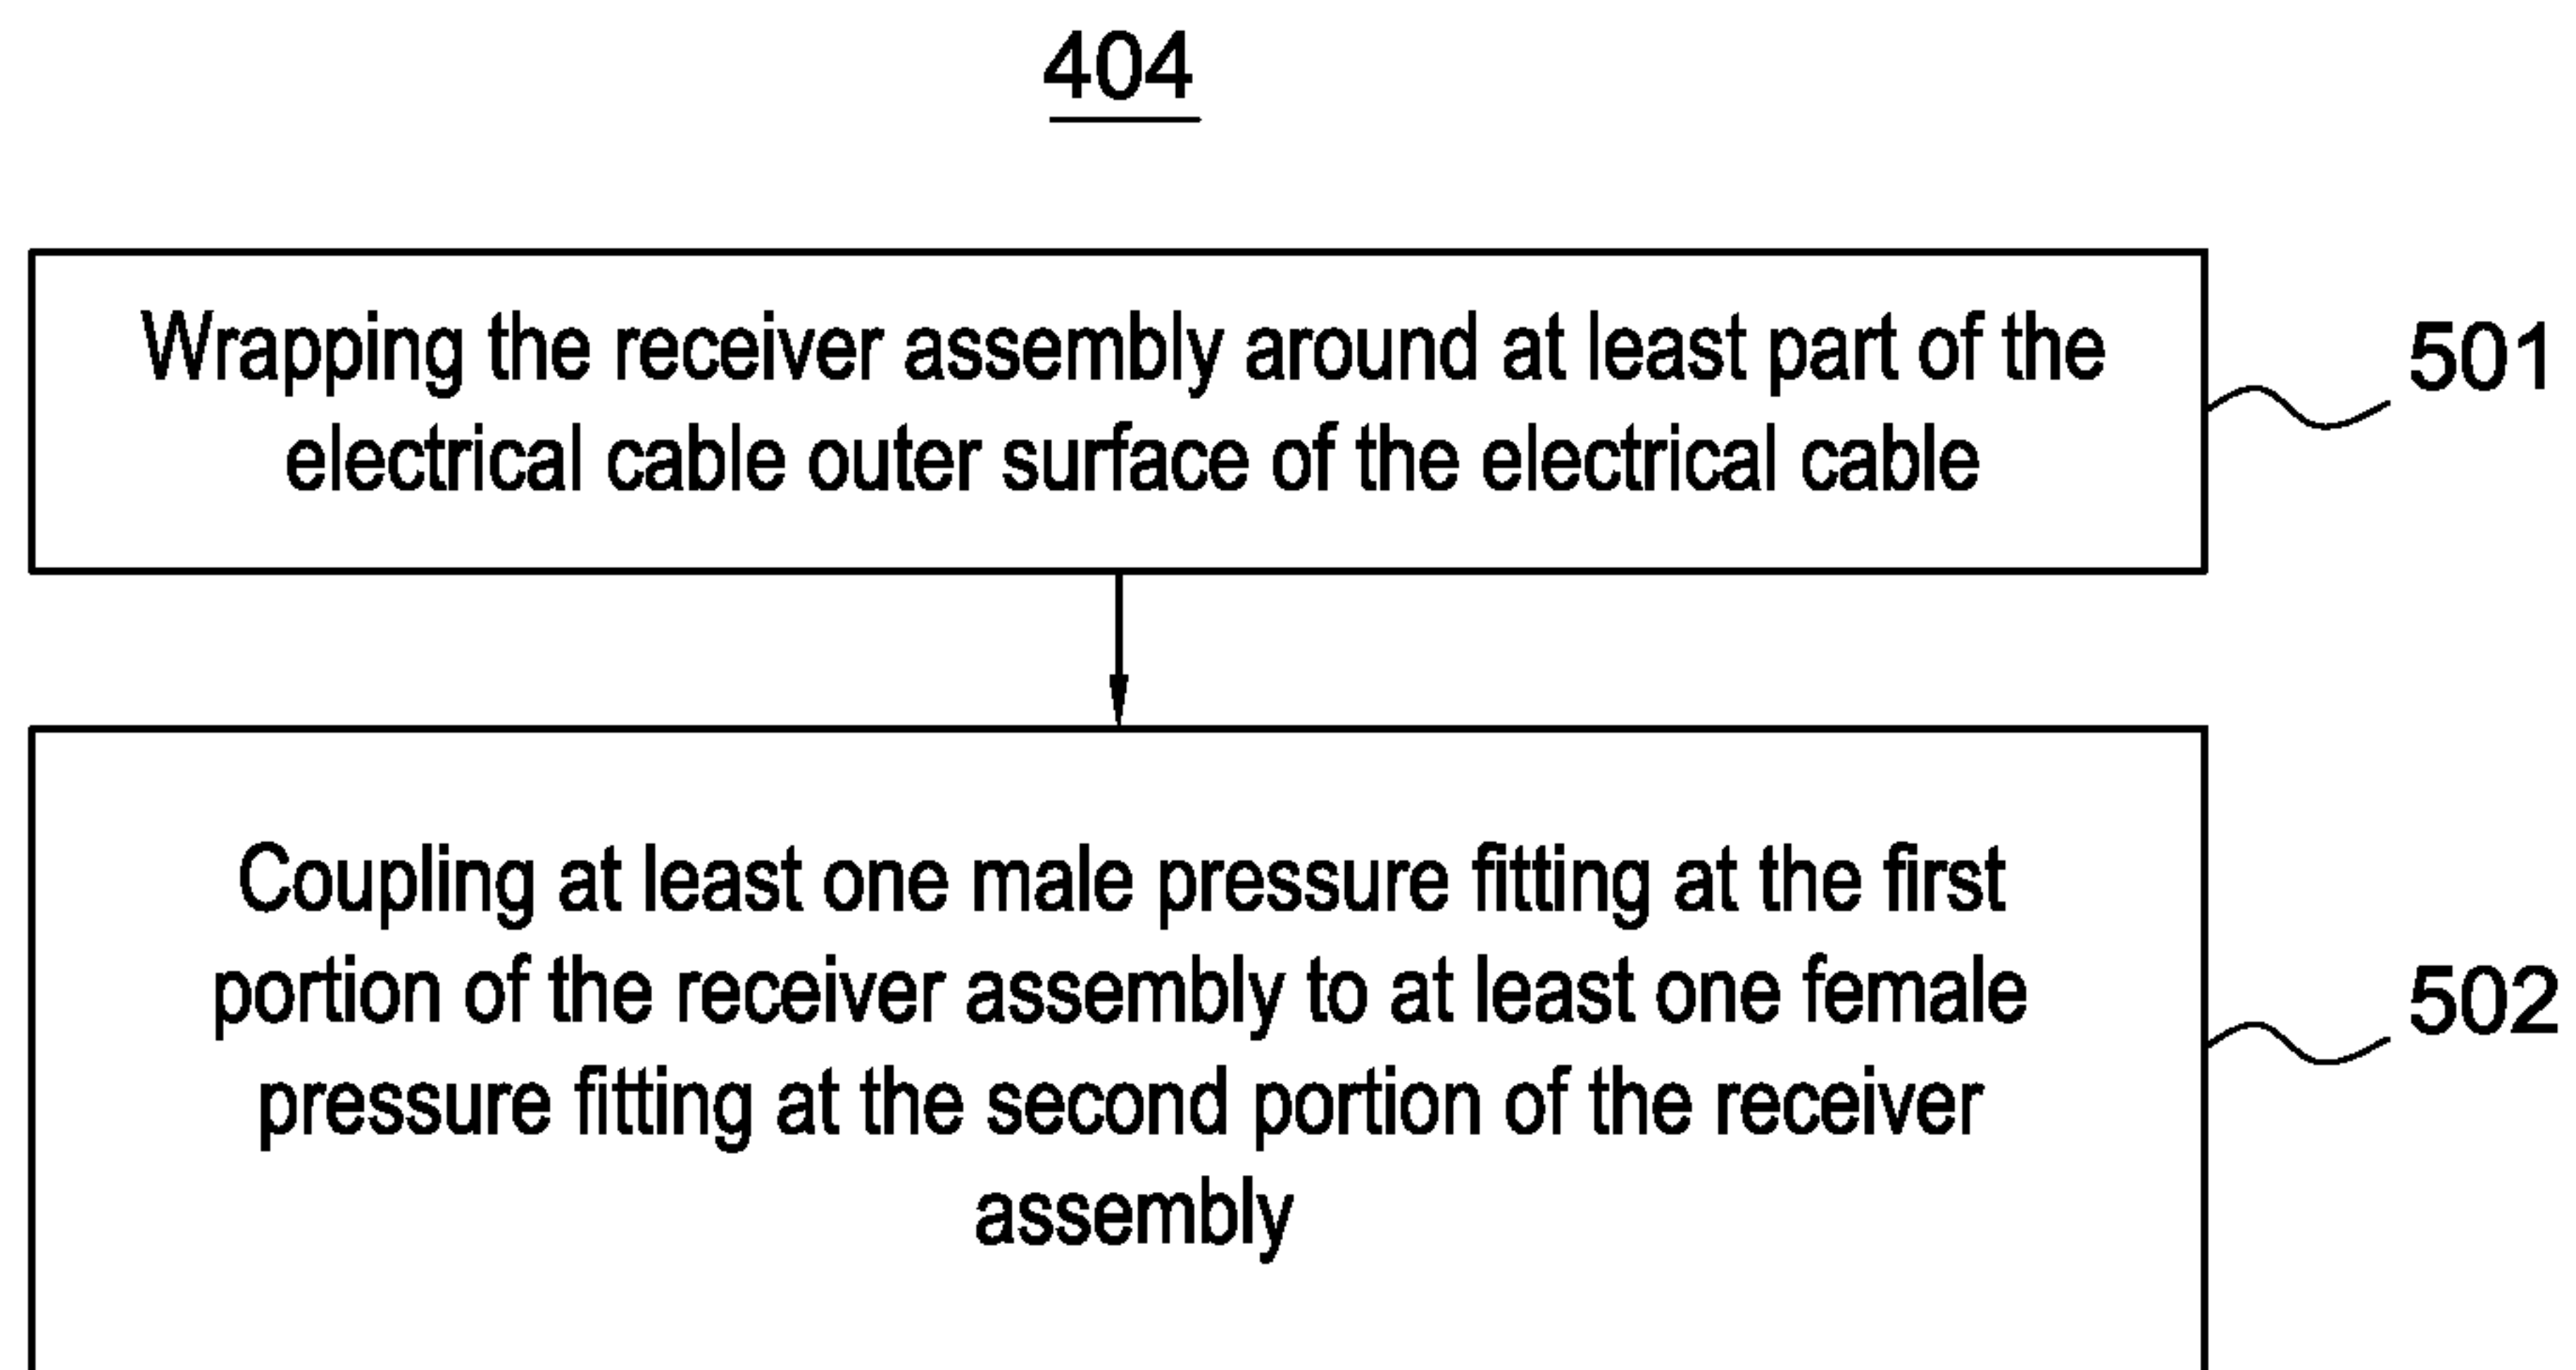 404
Wrapping the receiver assembly around at least part of the
electrical cable outer surface of the electrical cable
501
Coupling at least one male pressure fitting at the first
portion of the receiver assembly to at least one female
pressure fitting at the second portion of the receiver
assembly
502